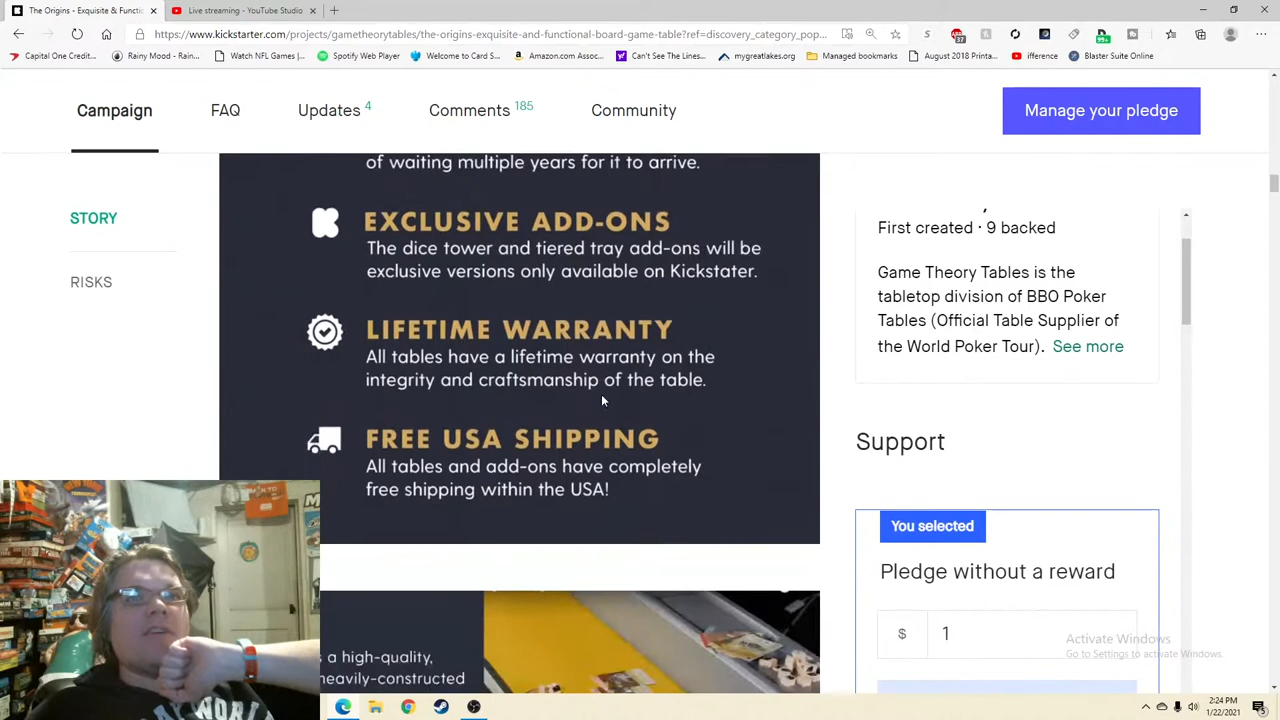 The Origins - Exquisite & Functi
Live streaming - YouTube Studio
https://www.kickstarter.com/projects/gametheorytables/the-origins-exquisite-and-functional-board-game-table?ref=discovery_category_pop...
Capital One Credit...
Rainy Mood - Rain...
Watch NTFL Games |...
Spotify Web Player
Welcome to Card S...
Amazon.com Assoc...
Can't See The Lines...
mygreatlakes.org
Managed bookmarks
August 2018 Printa...
ifference
Blaster Suite Online
Campaign
FAQ
Updates 4
Comments 185
Community
Manage your pledge
STORY
RISKS
of waiting multiple years for it to arrive.
EXCLUSIVE ADD-ONS
The dice tower and tiered tray add-ons will be
exclusive versions only available on Kickstater.
LIFETIME WARRANTY
All tables have a lifetime warranty on the
integrity and craftsmanship of the table.
FREE USA SHIPPING
All tables and add-ons have completely
free shipping within the USA!
s a high-quality,
heavily-constructed
First created · 9 backed
Game Theory Tables is the
tabletop division of BBO Poker
Tables (Official Table Supplier of
the World Poker Tour). See more
Support
You selected
Pledge without a reward
$ 1
Activate Windows
Go to Settings to activate Windows.
2:24 PM
1/22/2021